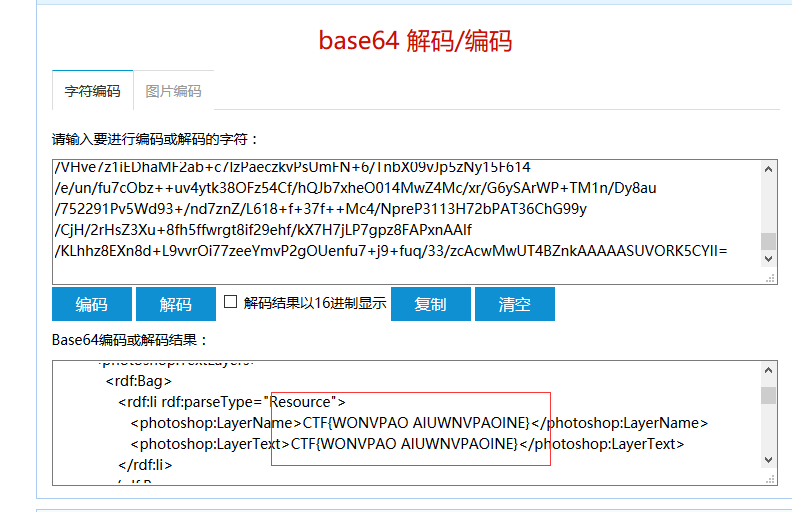 base64 解码/编码
字符编码 图片编码
请输入要进行编码或解码的字符：
/VHve7z1iEDhaMF2ab+c7IzPaeczkvPsUmFN+6/TnbX09vJp5zNy15F614
/e/un/fu7cObz++uv4ytk38OFz54Cf/hQJb7xheO014MwZ4Mc/xr/G6ySArWP+TM1n/Dy8au
/752291Pv5Wd93+/nd7znZ/L618+f+37f++Mc4/NpreP3113H72bPAT36ChG99y
/CjH/2rHsZ3Xu+8fh5ffwrgt8if29ehf/kX7H7jLP7gpz8FAPxnAAIf
/KLhhz8EXn8d+L9vvrOi77zeeYmvP2gOUenfu7+j9+fuq/33/zcAcwMwUT4BZnkAAAAASUVORK5CYII=
编码 解码 解码结果以16进制显示 复制 清空
Base64编码或解码结果：
<photoshop:TextLayers>
<rdf:Bag>
<rdf:li rdf:parseType="Resource">
<photoshop:LayerName>CTF{WONVPAO AIUWNVPAOINE}</photoshop:LayerName>
<photoshop:LayerText>CTF{WONVPAO AIUWNVPAOINE}</photoshop:LayerText>
</rdf:li>